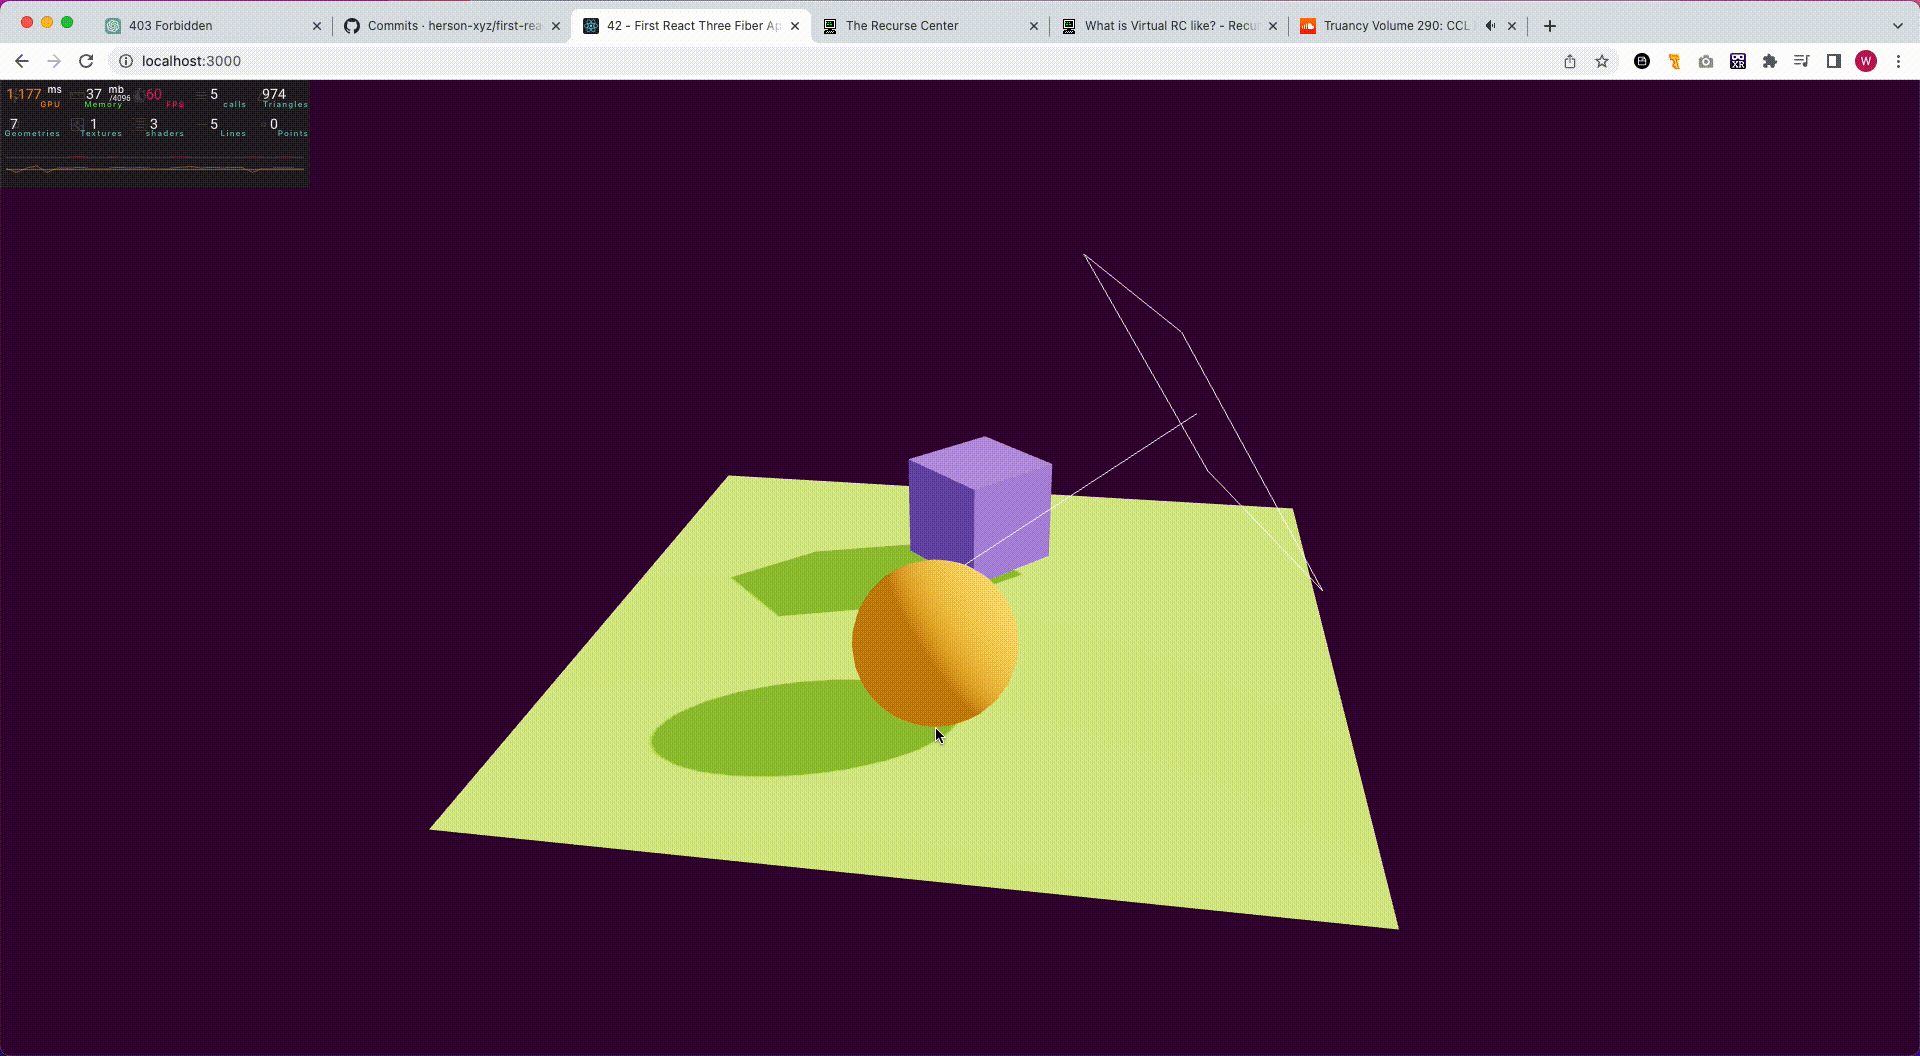 403 Forbidden
Commits · herson-xyz/first-rea
42 - First React Three Fiber Ap
The Recurse Center
What is Virtual RC like? - Recur
Truancy Volume 290: CCL
localhost:3000
W
1,177 ms GPU
37 mb /4096 Memory
60 FPS
5 calls
974 Triangles
7 Geometries
1 Textures
3 shaders
5 Lines
0 Points